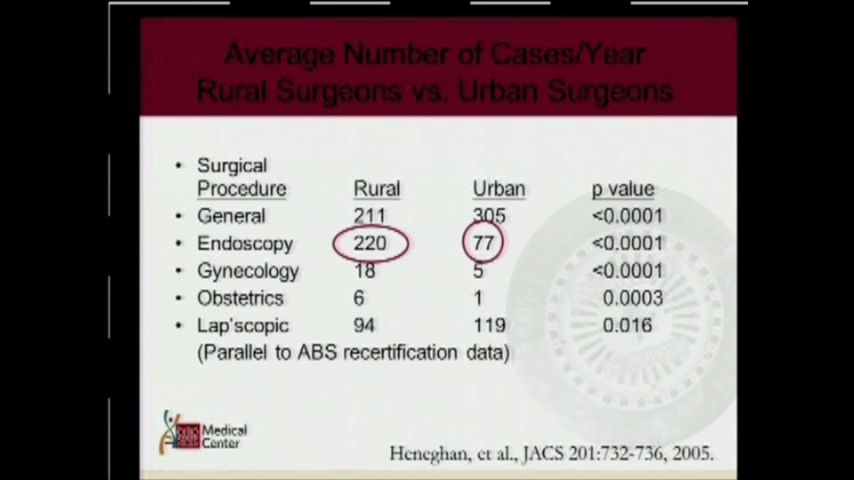 Average Number of Cases/Year
Rural Surgeons vs. Urban Surgeons
• Surgical
Procedure Rural Urban p value
• General 211 305 <0.0001
• Endoscopy 220 77 <0.0001
• Gynecology 18 5 <0.0001
• Obstetrics 6 1 0.0003
• Lap'scopic 94 119 0.016
(Parallel to ABS recertification data)
Medical
Center
Heneghan, et al., JACS 201:732-736, 2005.